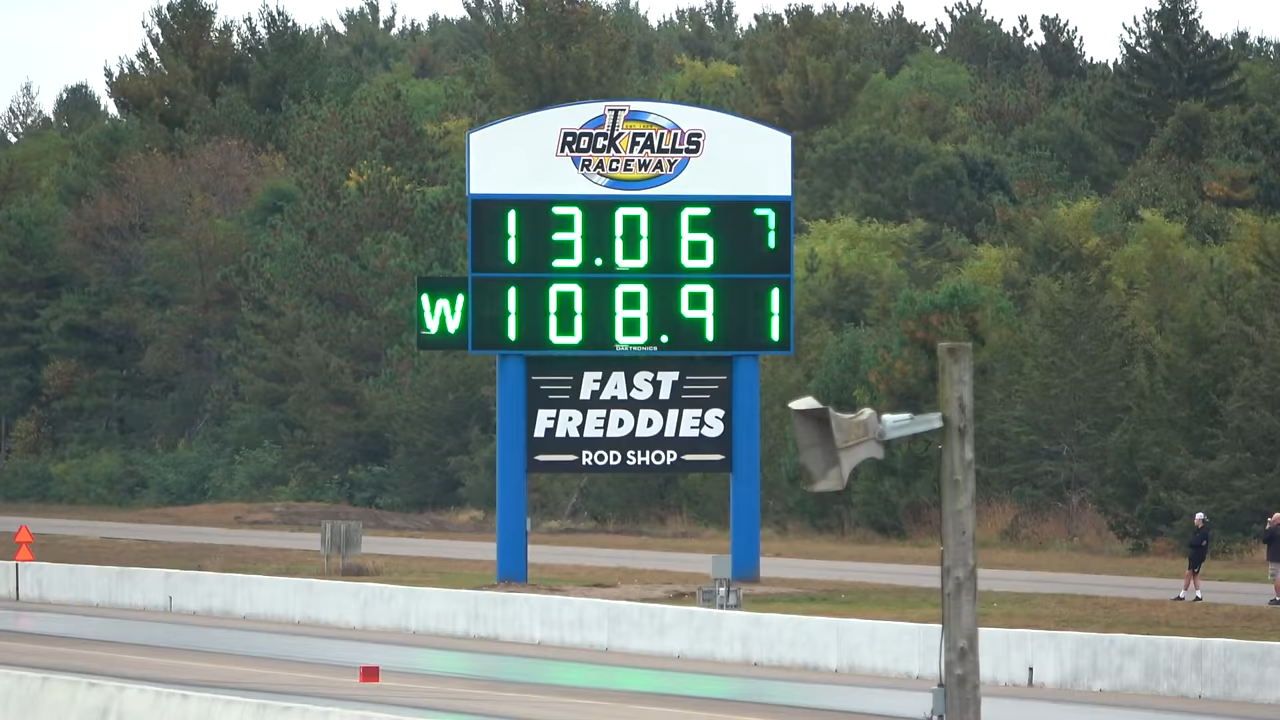 ROCK FALLS
RACEWAY
13.067
W 108.91
DAKTRONICS
FAST
FREDDIES
ROD SHOP